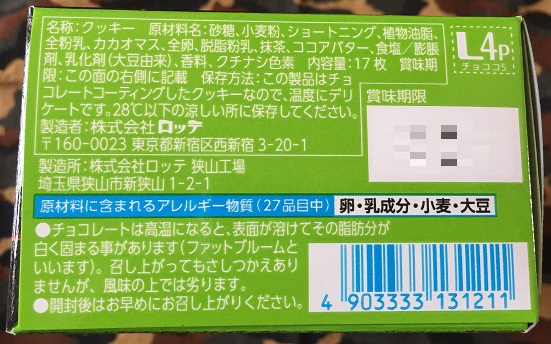 名称：クッキー 原材料名：砂糖、小麦粉、ショートニング、植物油脂、
全粉乳、カカオマス、全卵、脱脂粉乳、抹茶、ココアバター、食塩／膨脹
剤、乳化剤（大豆由来）、香料、クチナシ色素 内容量：17枚 賞味期
限：この面の右側に記載 保存方法：この製品はチョ
コレートコーティングしたクッキーなので、温度にデリ
ケートです。28℃以下の涼しい所に保存してください。
製造者：株式会社ロッテ
〒160-0023 東京都新宿区西新宿 3-20-1
製造所：株式会社ロッテ 狭山工場
埼玉県狭山市新狭山 1-2-1
L4P
チョココS
賞味期限
原材料に含まれるアレルギー物質（27品目中） 卵・乳成分・小麦・大豆
●チョコレートは高温になると、表面が溶けてその脂肪分が
白く固まる事があります（ファットブルームと
いいます）。召し上がってもさしつかえあり
ませんが、風味の上では劣ります。
●開封後はお早めにお召し上がりください。
4 903333 131211